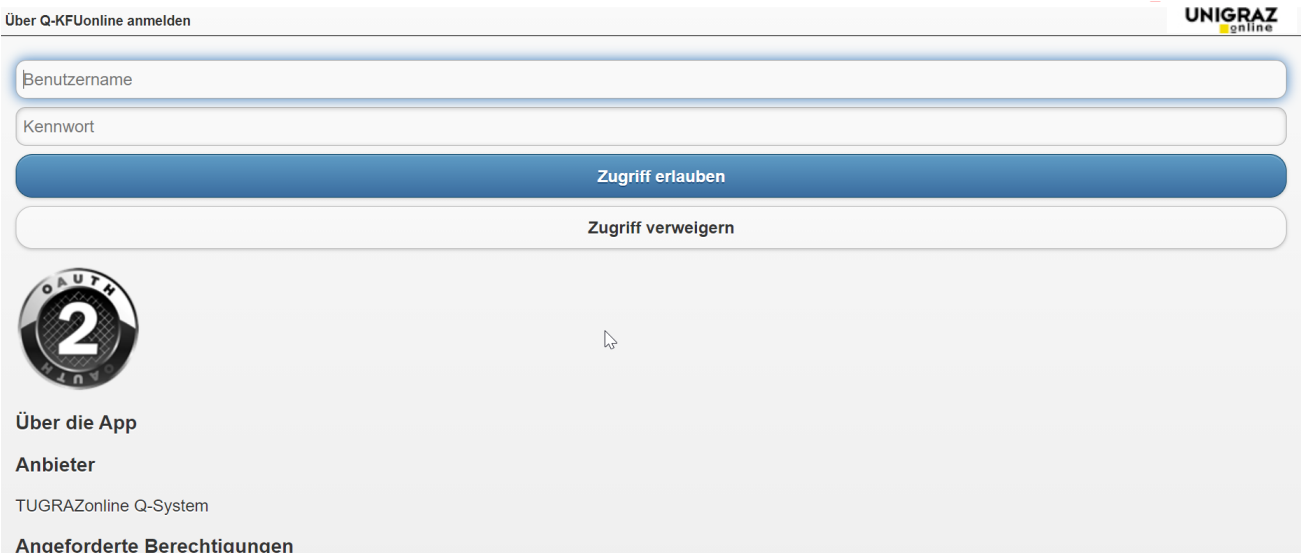 Über Q-KFUonline anmelden
UNIGRAZ
online
Benutzername
Kennwort
Zugriff erlauben
Zugriff verweigern
OAUTH
2
OAUTH
Über die App
Anbieter
TUGRAZonline Q-System
Angeforderte Berechtigungen